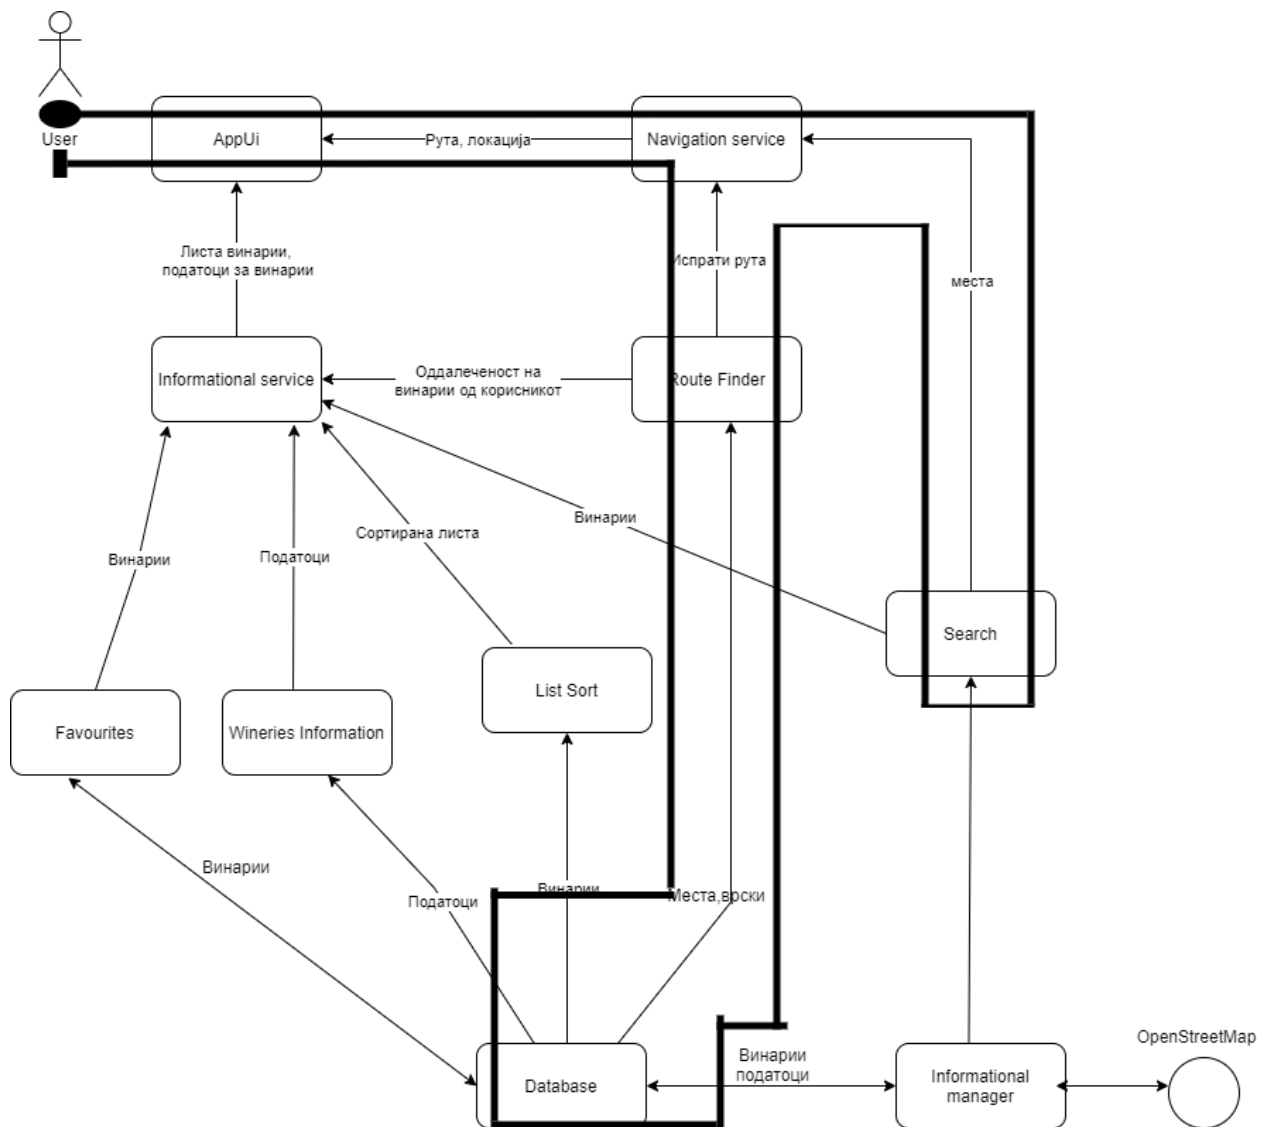 User
AppUi
Рута, локација
Navigation service
Листа винарии,
податоци за винарии
Испрати рута
места
Informational service
Оддалеченост на
винарии од корисникот
Route Finder
Винарии
Сортирана листа
Винарии
Податоци
Search
List Sort
Favourites
Wineries Information
Винарии
Податоци
Винарии
Места,врски
OpenStreetMap
Database
Винарии
податоци
Informational
manager